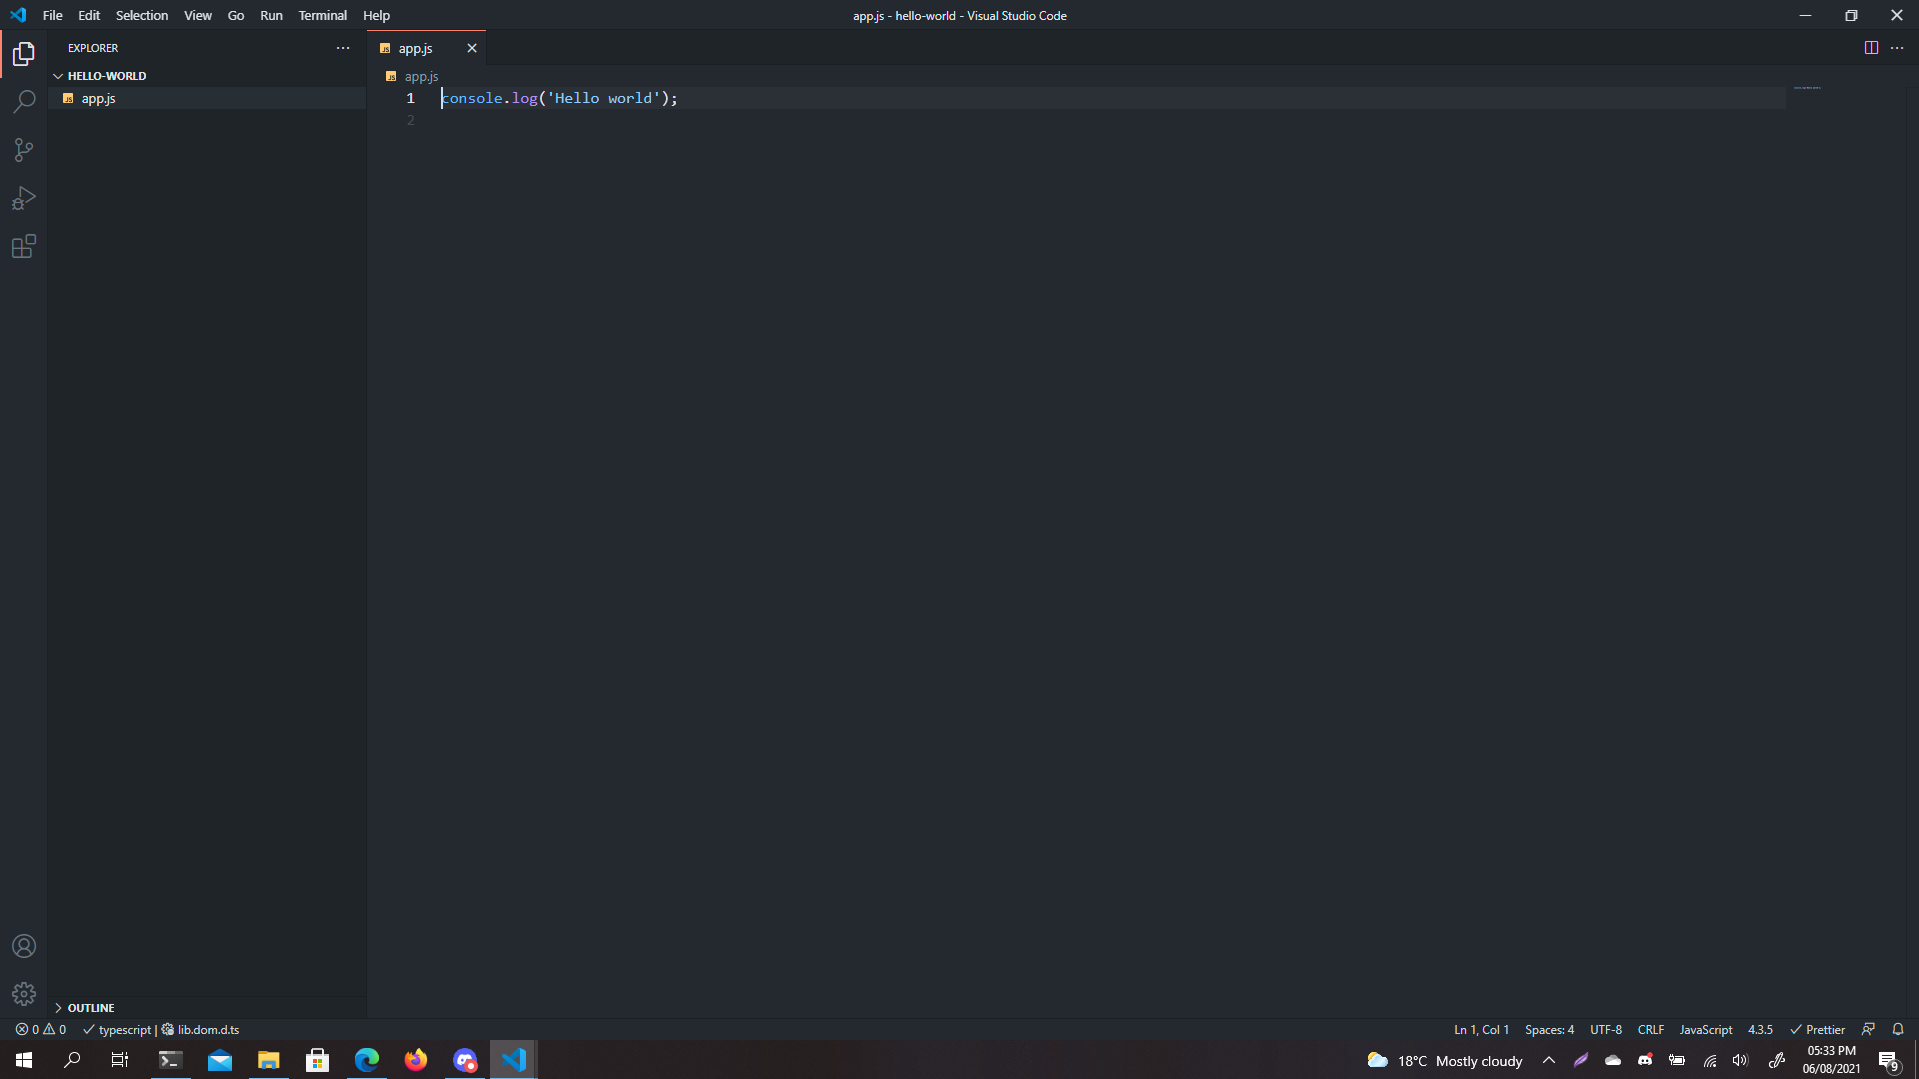 File Edit Selection View Go Run Terminal Help
app.js - hello-world - Visual Studio Code
EXPLORER
HELLO-WORLD
app.js
app.js
app.js
1 console.log('Hello world');
2
OUTLINE
0 0 typescript | lib.dom.d.ts
Ln 1, Col 1 Spaces: 4 UTF-8 CRLF JavaScript 4.3.5 Prettier
18°C Mostly cloudy
05:33 PM
06/08/2021
9